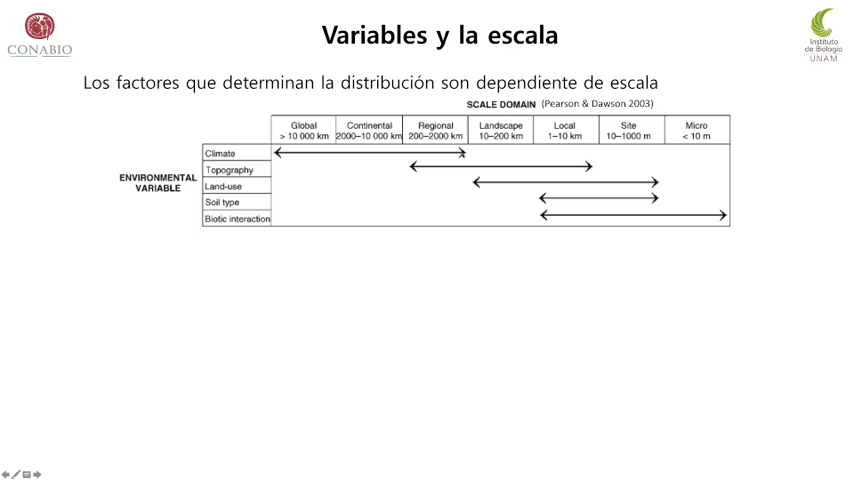 CONABIO
Variables y la escala
Instituto
de Biología
UNAM
Los factores que determinan la distribución son dependiente de escala
SCALE DOMAIN (Pearson & Dawson 2003)
Global Continental Regional Landscape Local Site Micro
> 10 000 km 2000–10 000 km 200–2000 km 10–200 km 1–10 km 10–1000 m < 10 m
ENVIRONMENTAL
VARIABLE
Climate
Topography
Land-use
Soil type
Biotic interaction